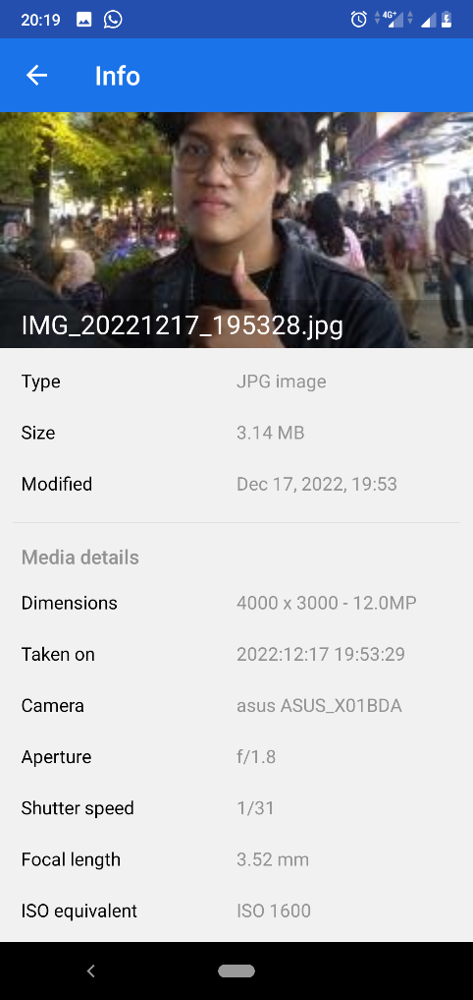 20:19 4G+
Info
IMG_20221217_195328.jpg
Type JPG image
Size 3.14 MB
Modified Dec 17, 2022, 19:53
Media details
Dimensions 4000 x 3000 - 12.0MP
Taken on 2022:12:17 19:53:29
Camera asus ASUS_X01BDA
Aperture f/1.8
Shutter speed 1/31
Focal length 3.52 mm
ISO equivalent ISO 1600